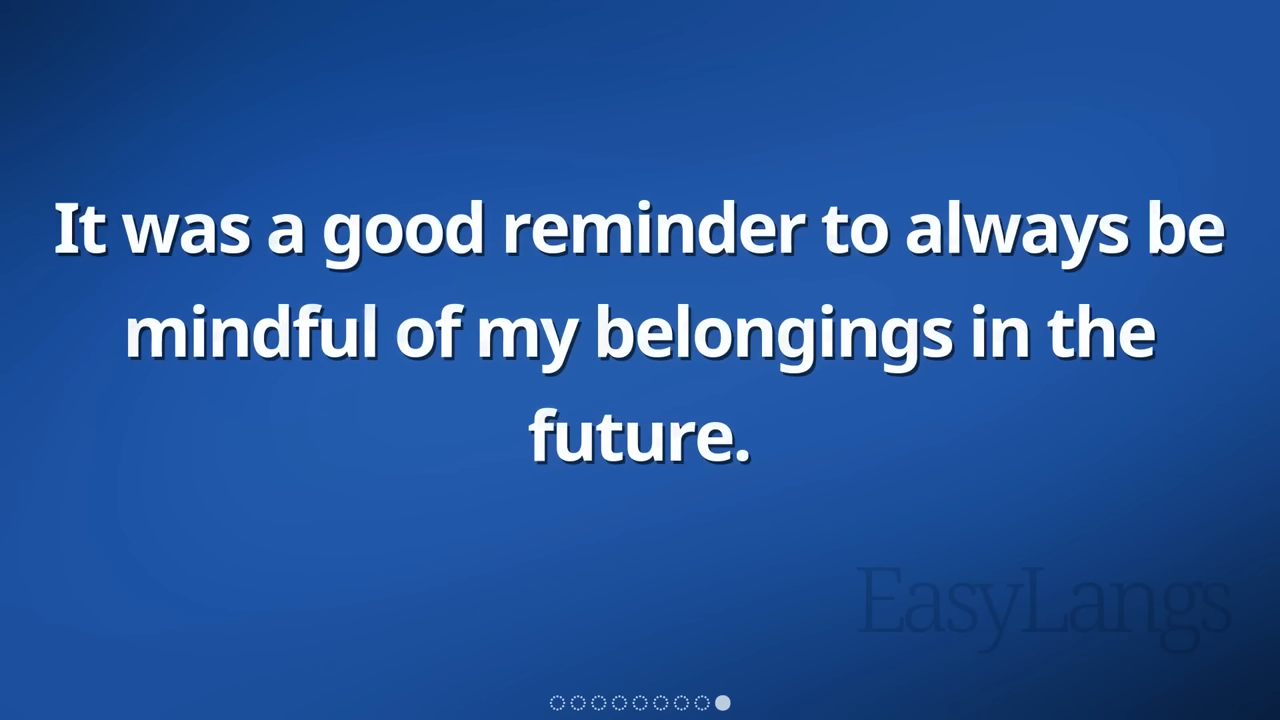 It was a good reminder to always be
mindful of my belongings in the
future.
EasyLangs